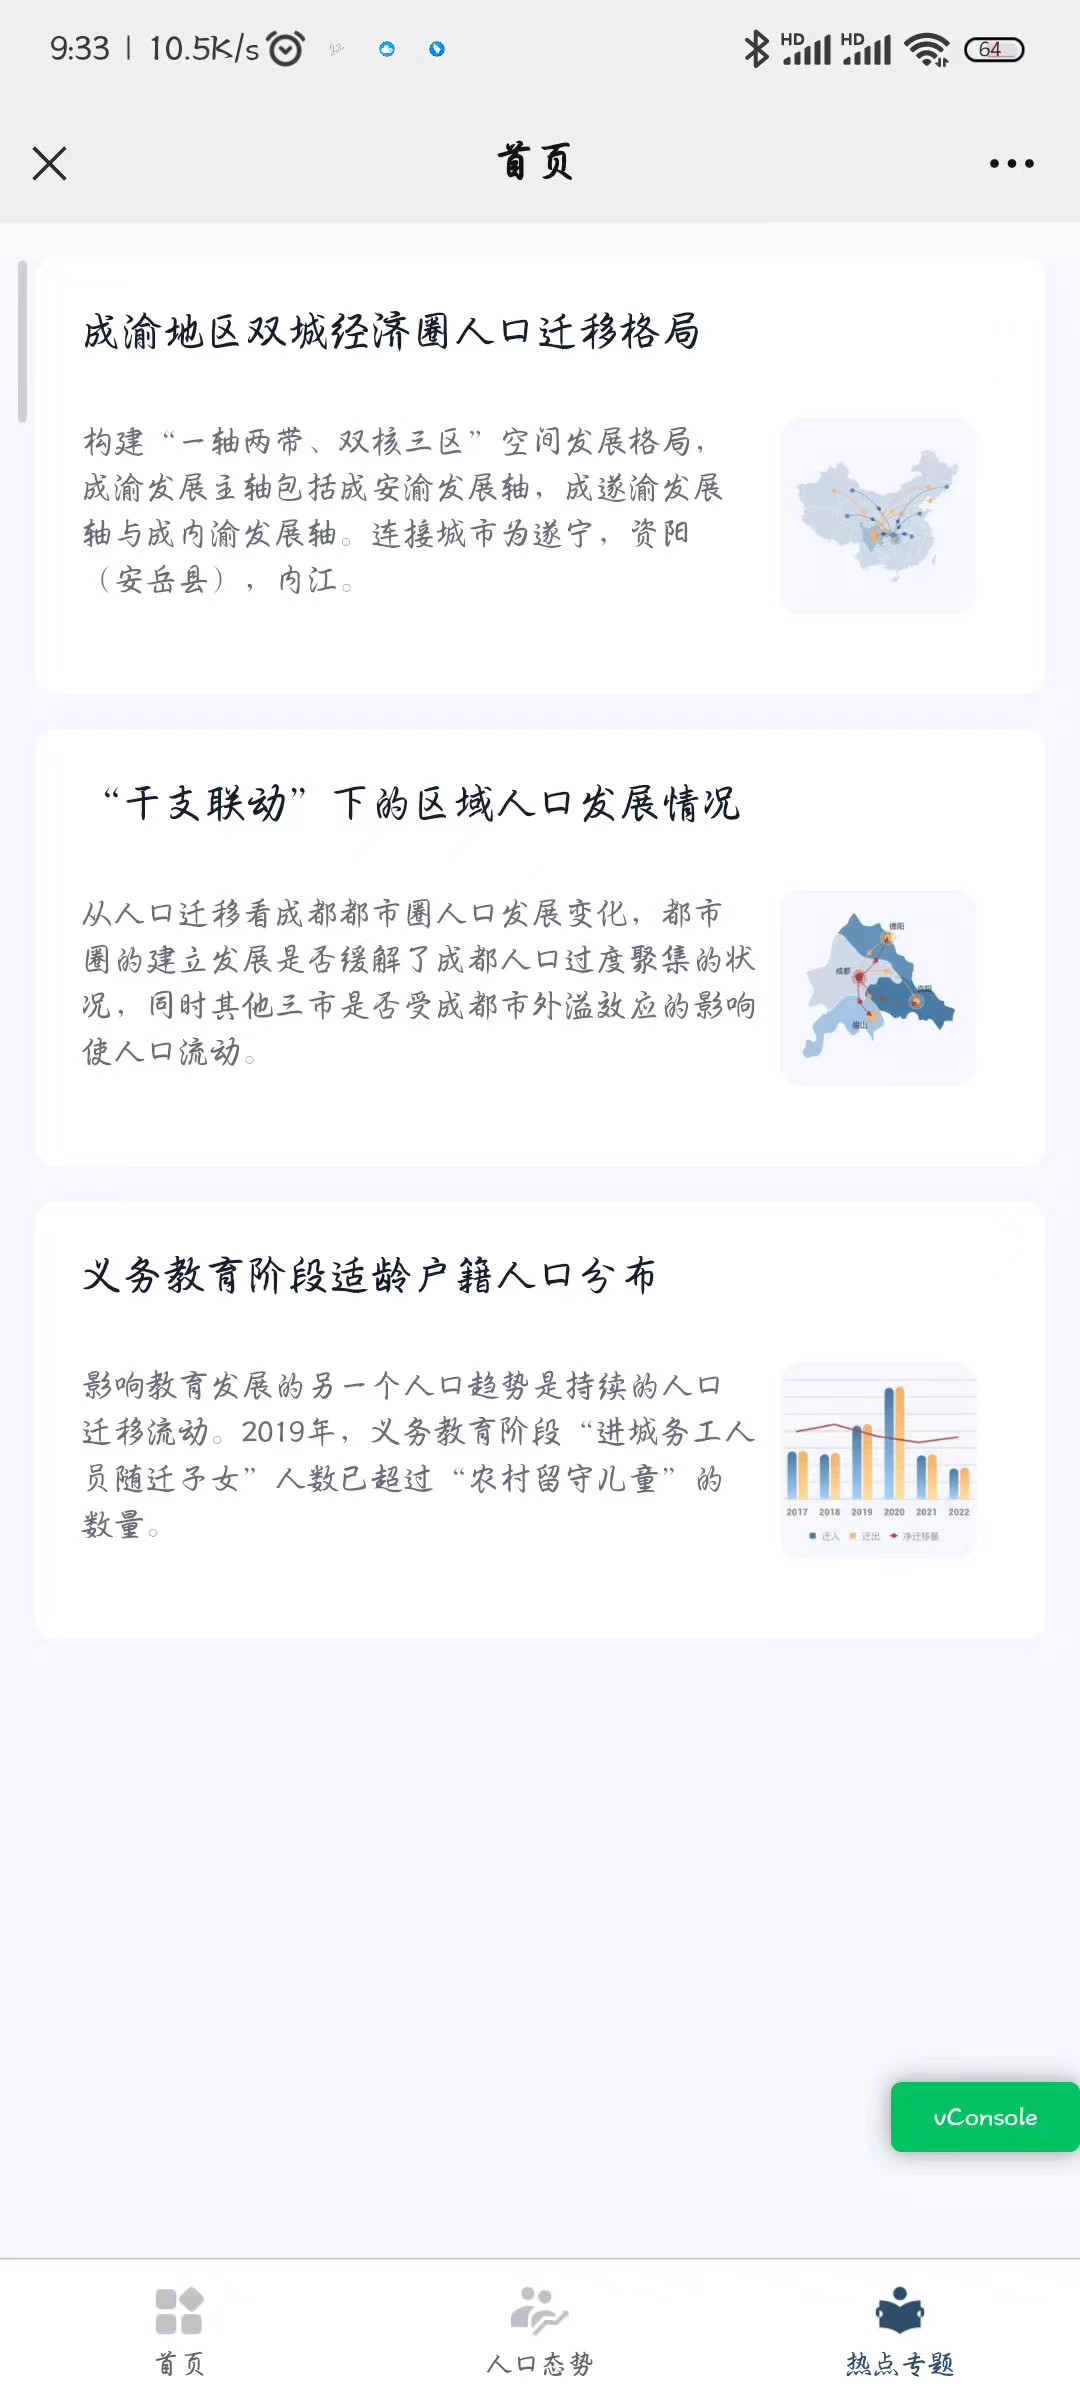 9:33 | 10.5K/s
HD HD 64
首页
成渝地区双城经济圈人口迁移格局
构建“一轴两带、双核三区”空间发展格局，
成渝发展主轴包括成安渝发展轴，成遂渝发展
轴与成内渝发展轴。连接城市为遂宁，资阳
（安岳县），内江。
“干支联动”下的区域人口发展情况
从人口迁移看成都都市圈人口发展变化，都市
圈的建立发展是否缓解了成都人口过度聚集的状
况，同时其他三市是否受成都市外溢效应的影响
使人口流动。
德阳
成都
资阳
义务教育阶段适龄户籍人口分布
影响教育发展的另一个人口趋势是持续的人口
迁移流动。2019年，义务教育阶段“进城务工人
员随迁子女”人数已超过“农村留守儿童”的
数量。
2017 2018 2019 2020 2021 2022
迁入 迁出 净迁移量
vConsole
首页 人口态势 热点专题